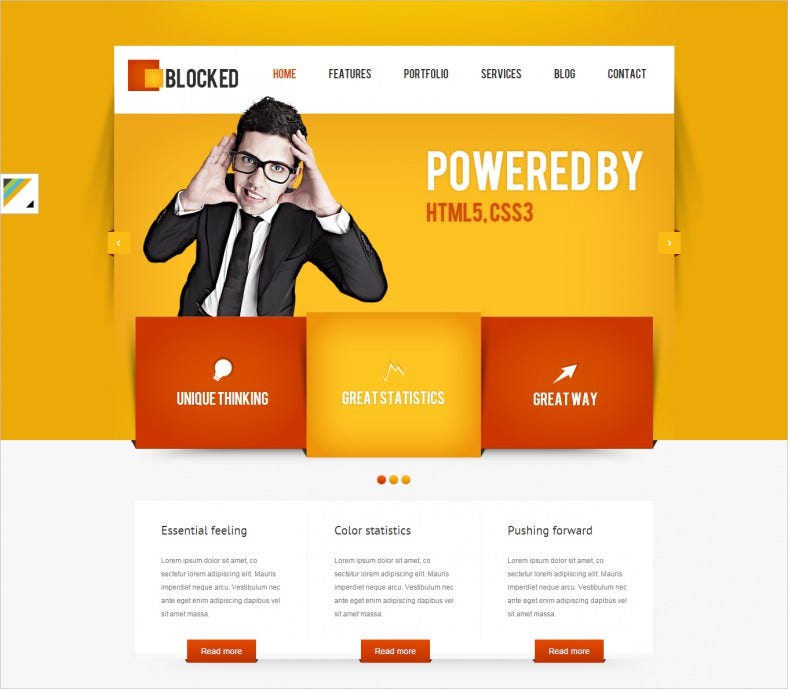 BLOCKED
HOME FEATURES PORTFOLIO SERVICES BLOG CONTACT
POWERED BY
HTML5, CSS3
UNIQUE THINKING
GREAT STATISTICS
GREAT WAY
Essential feeling
Lorem ipsum dolor sit amet, co
sectetur lorem adipiscing elit. Mauris
imperdiet neque arcu. Vestibulum nec
ante eget enim adipiscing dapibus vel
sit amet massa.
Read more
Color statistics
Lorem ipsum dolor sit amet, co
sectetur lorem adipiscing elit. Mauris
imperdiet neque arcu. Vestibulum nec
ante eget enim adipiscing dapibus vel
sit amet massa.
Read more
Pushing forward
Lorem ipsum dolor sit amet, co
sectetur lorem adipiscing elit. Mauris
imperdiet neque arcu. Vestibulum nec
ante eget enim adipiscing dapibus vel
sit amet massa.
Read more